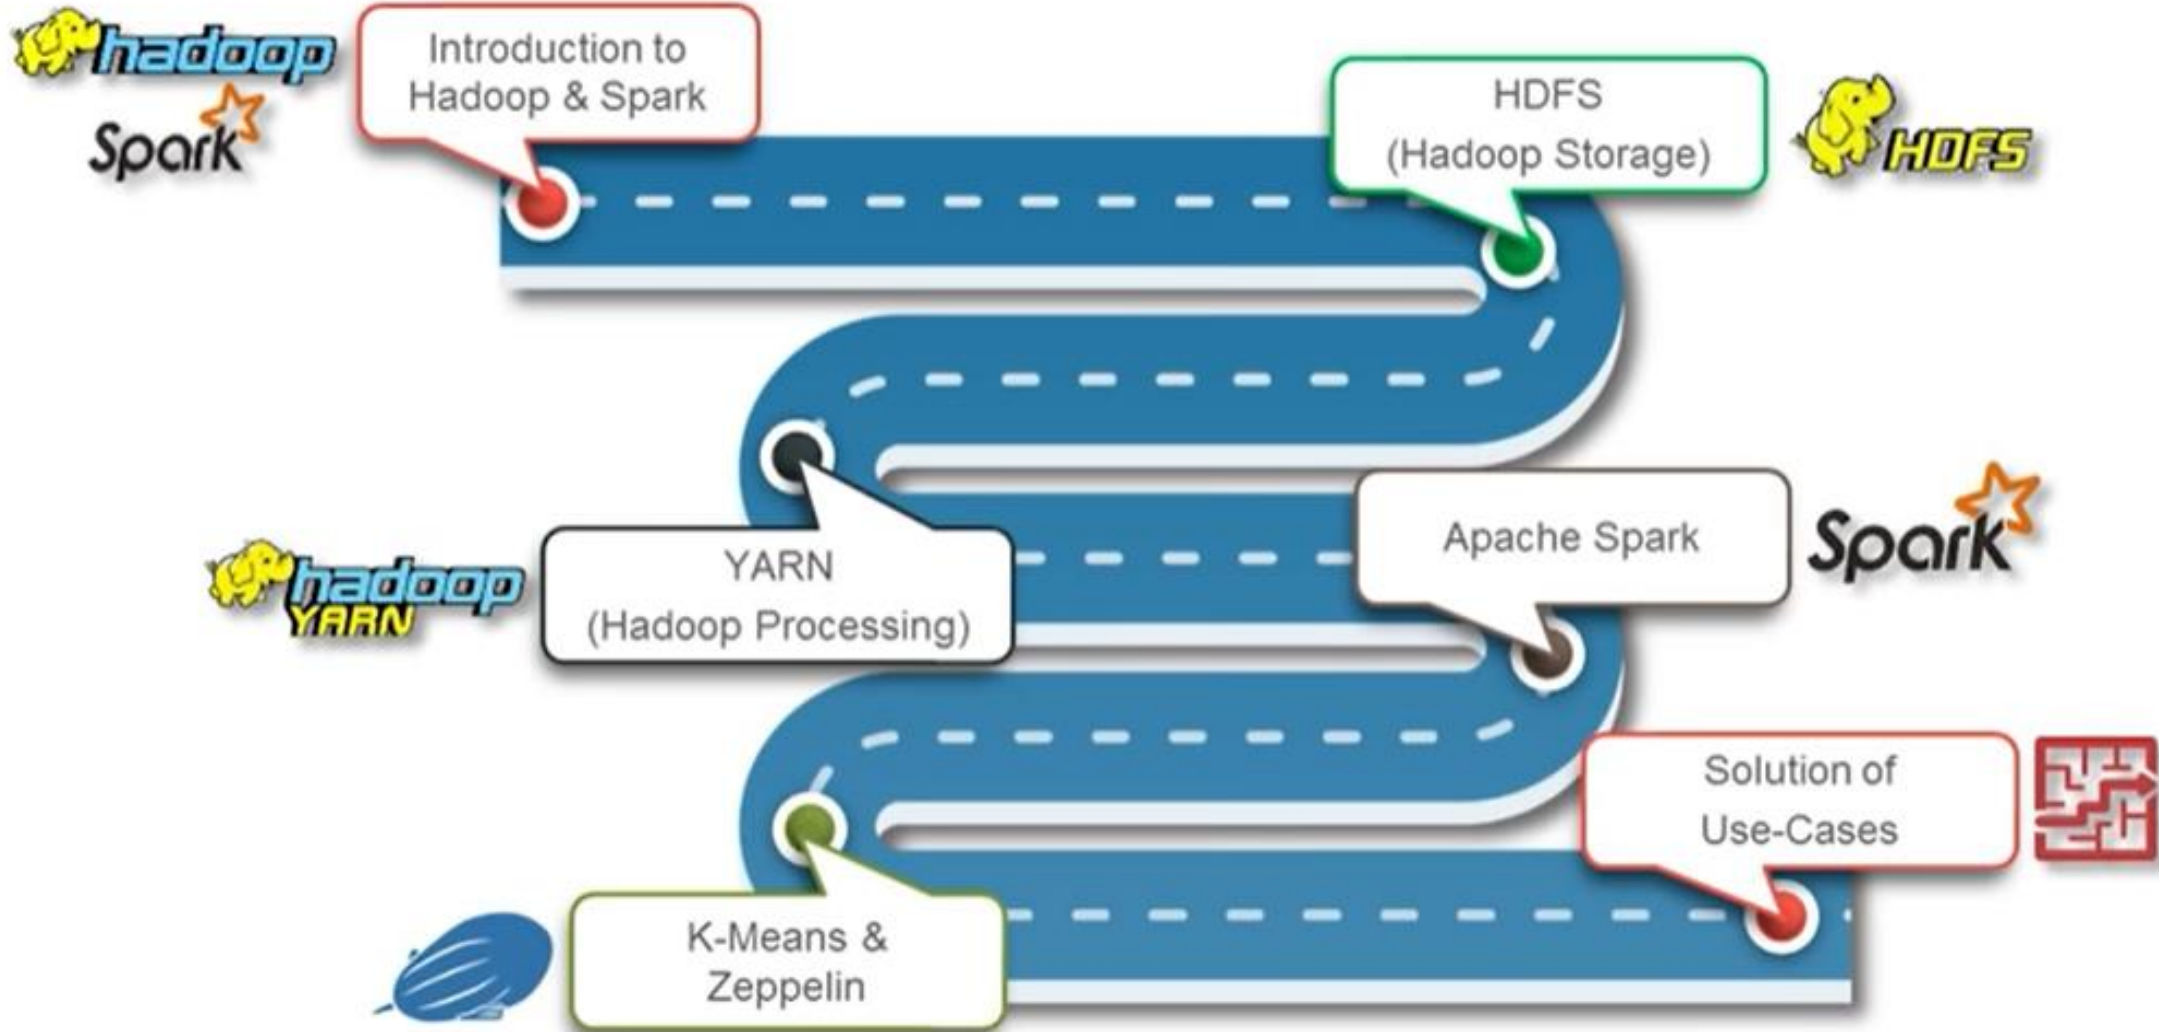 hadoop
Spark
Introduction to
Hadoop & Spark
HDFS
(Hadoop Storage)
HDFS
hadoop
YARN
YARN
(Hadoop Processing)
Apache Spark
Spark
Solution of
Use-Cases
K-Means &
Zeppelin